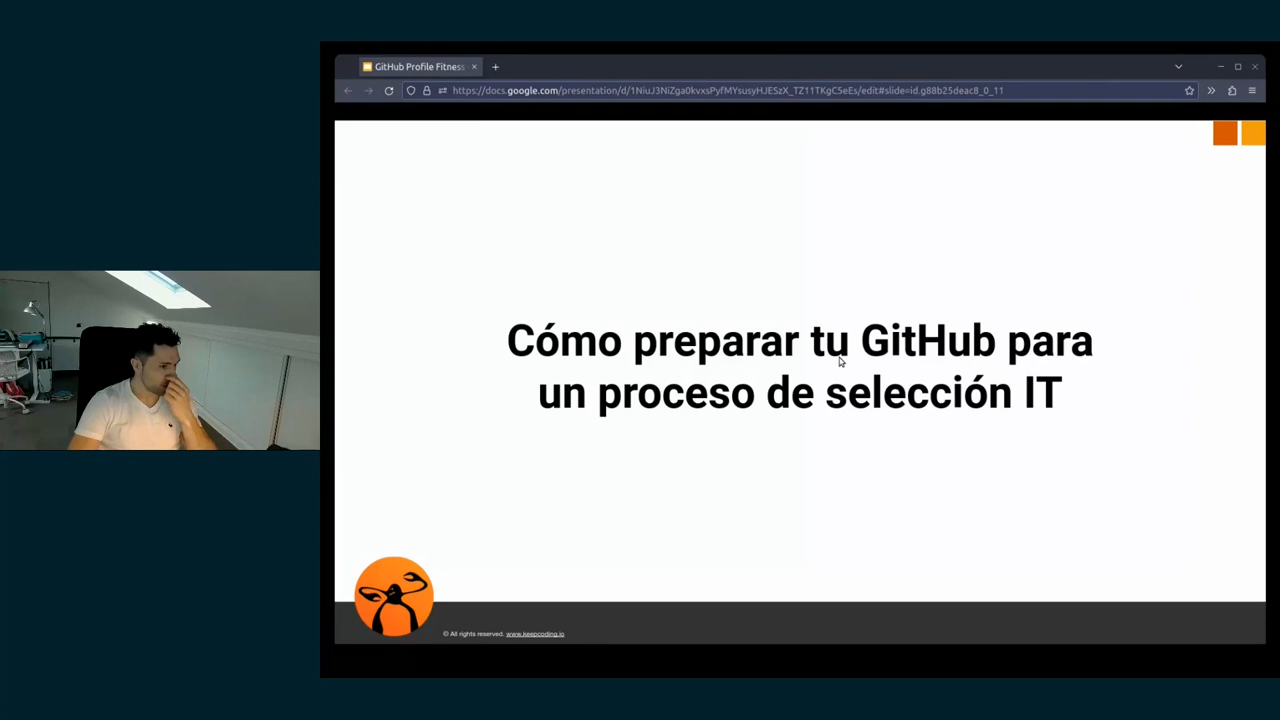 GitHub Profile Fitness
https://docs.google.com/presentation/d/1NiuJ3NiZga0kvxsPyfMYsusyHJESzX_TZ11TKgC5eEs/edit#slide=id.g88b25deac8_0_11
Cómo preparar tu GitHub para
un proceso de selección IT
© All rights reserved. www.keepcoding.io